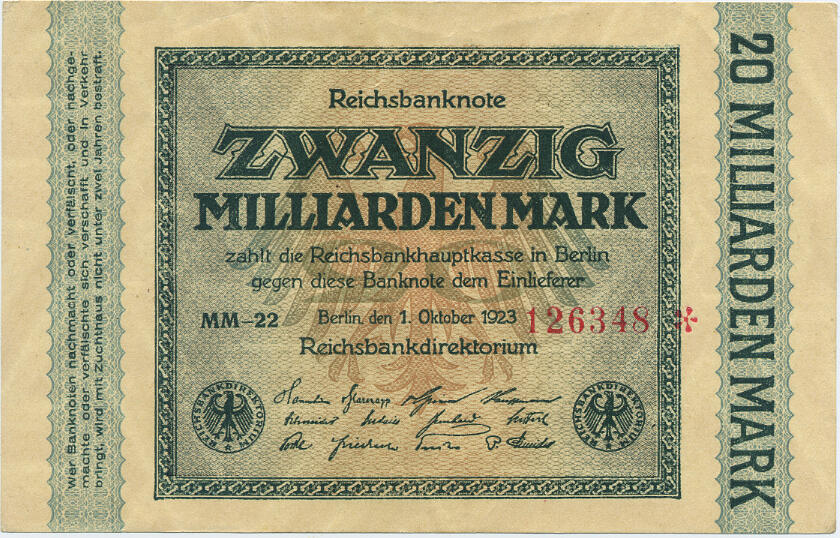 wer Banknoten nachmacht oder verfälscht, oder nachge-
machte oder verfälschte sich verschafft und in Verkehr
bringt, wird mit Zuchthaus nicht unter zwei Jahren bestraft.
Reichsbanknote
ZWANZIG
MILLIARDEN MARK
zahlt die Reichsbankhauptkasse in Berlin
gegen diese Banknote dem Einlieferer
MM-22 Berlin, den 1. Oktober 1923 126348 *
Reichsbankdirektorium
REICHSBANKDIREKTORIUM
REICHSBANKDIREKTORIUM
20 MILLIARDEN MARK